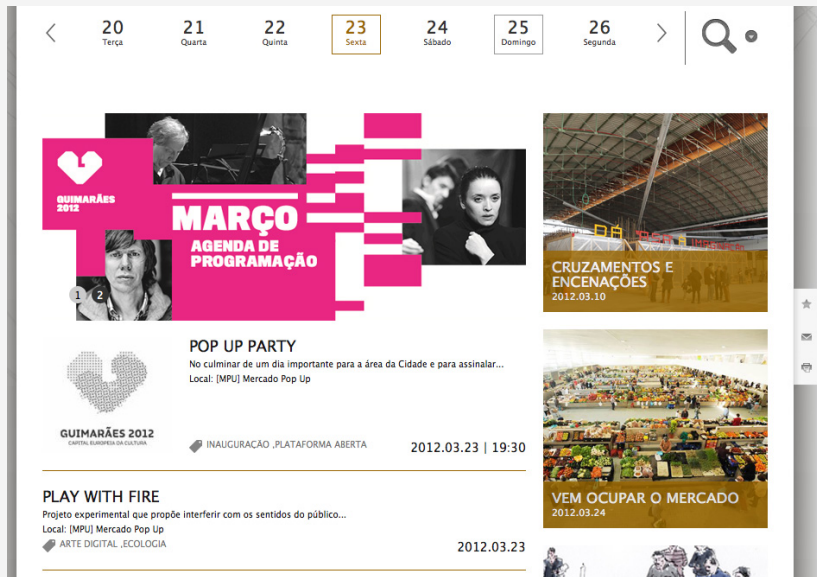 20
Terça
21
Quarta
22
Quinta
23
Sexta
24
Sábado
25
Domingo
26
Segunda
GUIMARÃES
2012
MARÇO
AGENDA DE
PROGRAMAÇÃO
1 2
CRUZAMENTOS E
ENCENAÇÕES
2012.03.10
POP UP PARTY
No culminar de um dia importante para a área da Cidade e para assinalar...
Local: [MPU] Mercado Pop Up
GUIMARÃES 2012
CAPITAL EUROPEIA DA CULTURA
INAUGURAÇÃO ,PLATAFORMA ABERTA
2012.03.23 | 19:30
VEM OCUPAR O MERCADO
2012.03.24
PLAY WITH FIRE
Projeto experimental que propõe interferir com os sentidos do público...
Local: [MPU] Mercado Pop Up
ARTE DIGITAL ,ECOLOGIA
2012.03.23